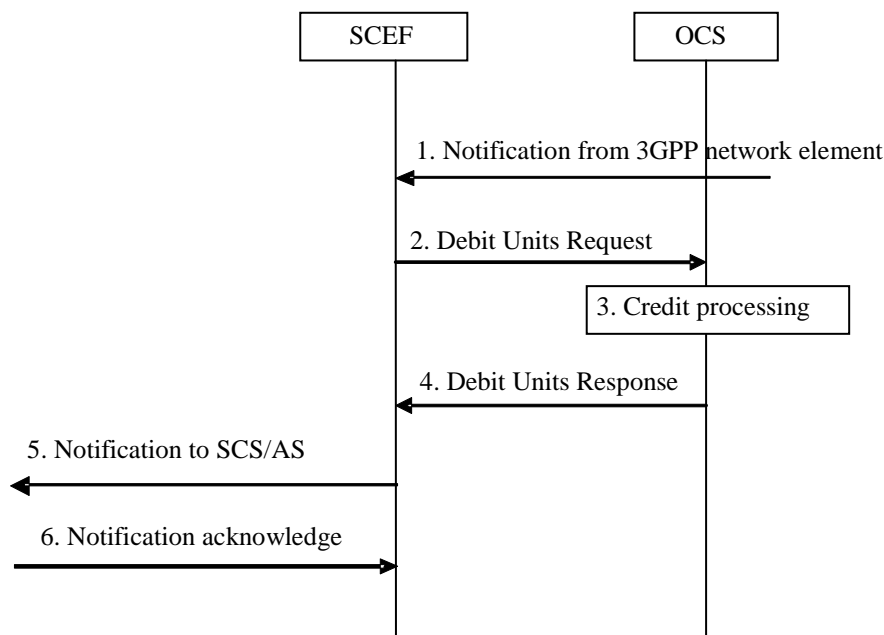 SCEF
OCS
1. Notification from 3GPP network element
2. Debit Units Request
3. Credit processing
4. Debit Units Response
5. Notification to SCS/AS
6. Notification acknowledge